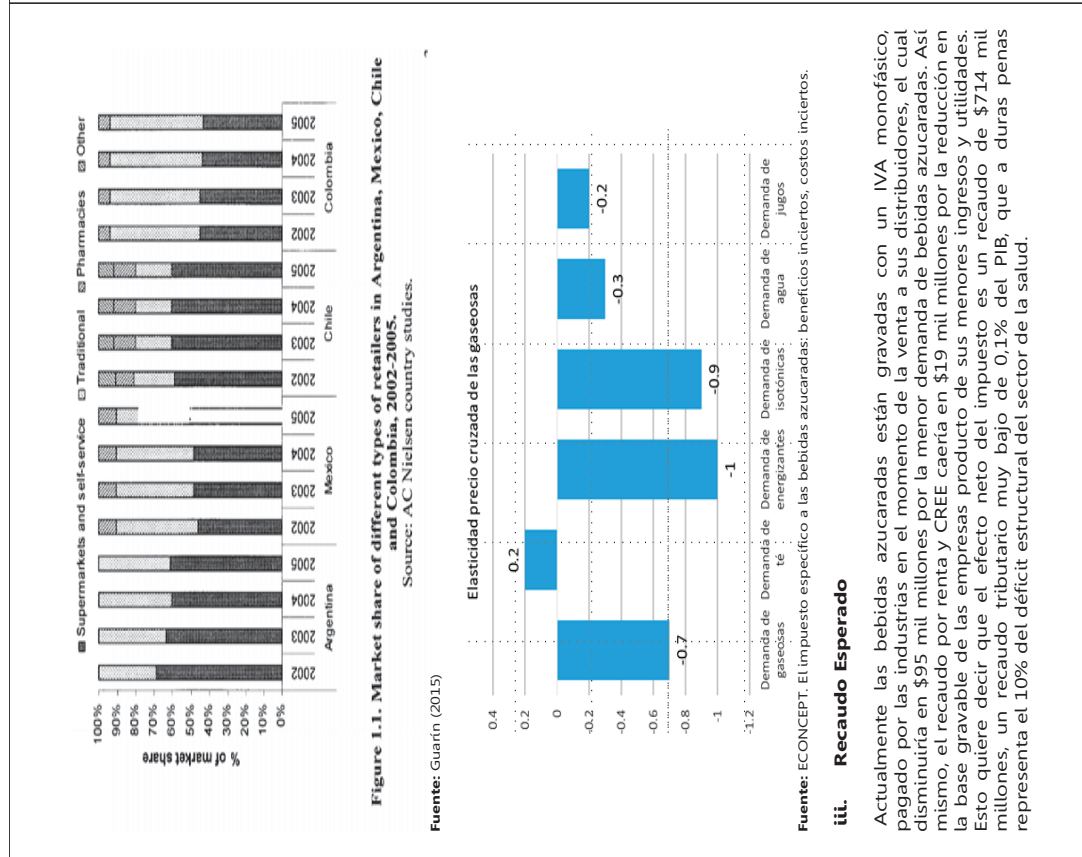 Supermarkets and self-service Traditional Pharmacies Other
% of market share
100%
90%
80%
70%
60%
50%
40%
30%
20%
10%
0%
2002 2003 2004 2005 2002 2003 2004 2005 2002 2003 2004 2005 2002 2003 2004 2005
Argentina Mexico Chile Colombia
Figure 1.1. Market share of different types of retailers in Argentina, Mexico, Chile
and Colombia, 2002-2005.
Source: AC Nielsen country studies.
Fuente: Guarín (2015)
Elasticidad precio cruzada de las gaseosas
0.4
0.2
0
-0.2
-0.4
-0.6
-0.8
-1
-1.2
-0.7 0.2 -1 -0.9 -0.3 -0.2
Demanda de Demanda de Demanda de Demanda de Demanda de Demanda de
gaseosas té energizantes isotónicas agua jugos
Fuente: ECONCEPT. El impuesto específico a las bebidas azucaradas: beneficios inciertos, costos inciertos.
iii. Recaudo Esperado
Actualmente las bebidas azucaradas están gravadas con un IVA monofásico,
pagado por las industrias en el momento de la venta a sus distribuidores, el cual
disminuiría en $95 mil millones por la menor demanda de bebidas azucaradas. Así
mismo, el recaudo por renta y CREE caería en $19 mil millones por la reducción en
la base gravable de las empresas producto de sus menores ingresos y utilidades.
Esto quiere decir que el efecto neto del impuesto es un recaudo de $714 mil
millones, un recaudo tributario muy bajo de 0,1% del PIB, que a duras penas
representa el 10% del déficit estructural del sector de la salud.